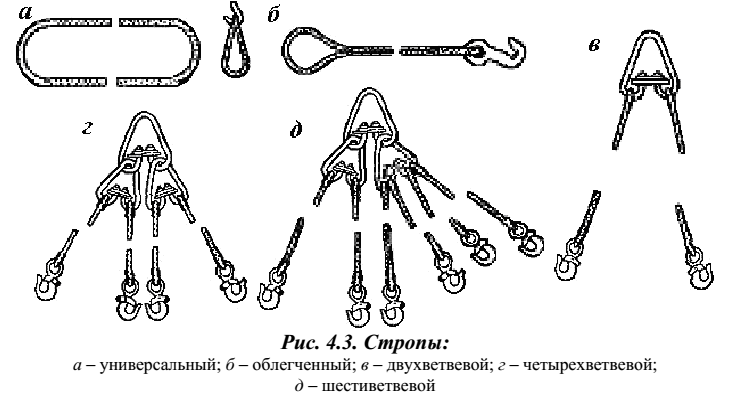 а
б
в
г
д
Рис. 4.3. Стропы:
а – универсальный; б – облегченный; в – двухветвевой; г – четырехветвевой;
д – шестиветвевой